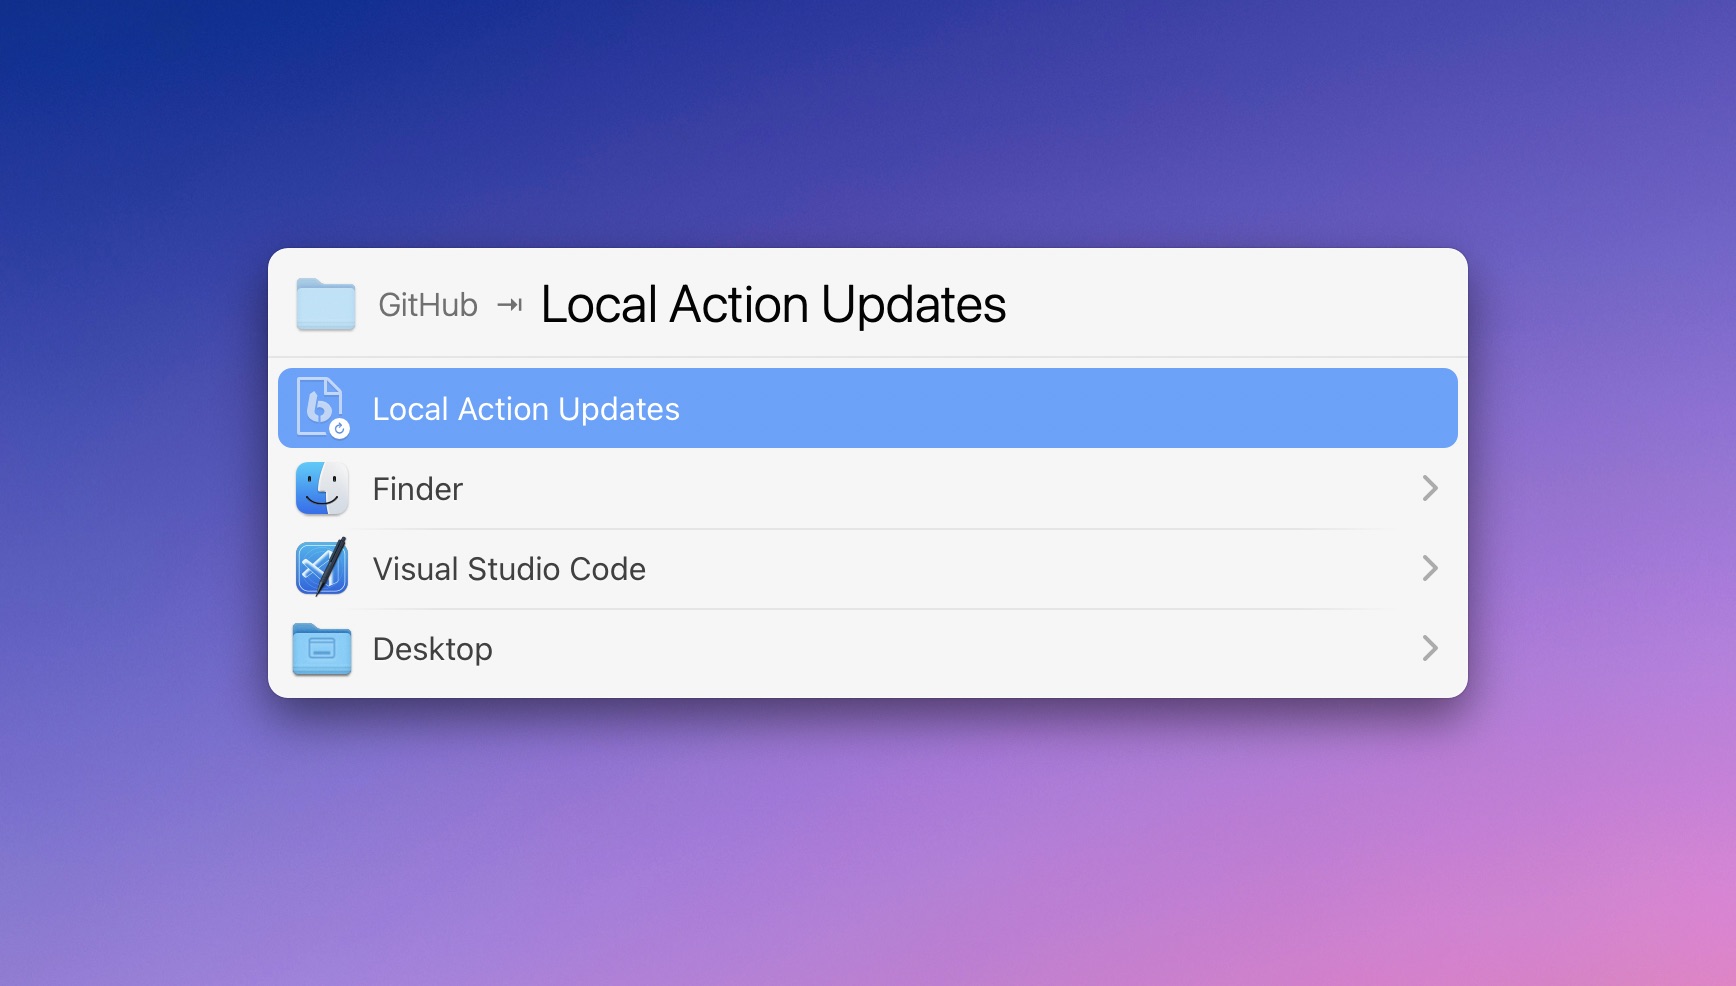 GitHub ⇥ Local Action Updates
Local Action Updates
Finder
Visual Studio Code
Desktop